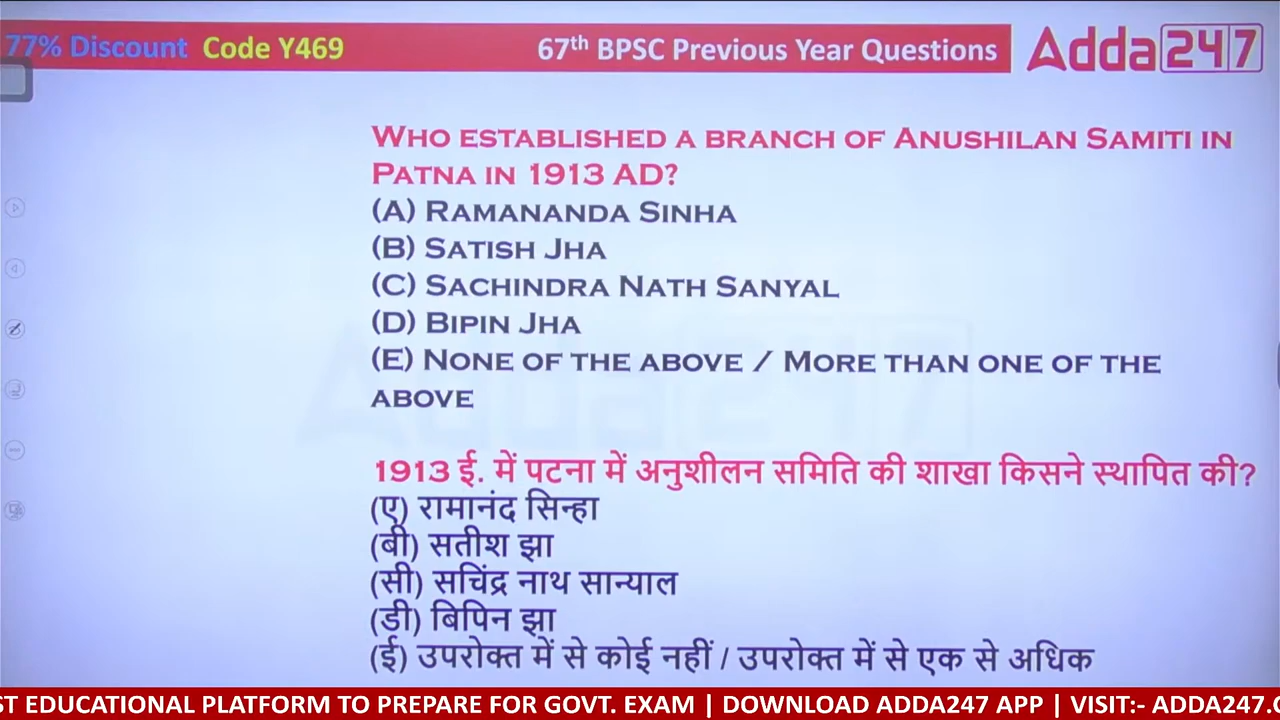 77% Discount Code Y469
67th BPSC Previous Year Questions
Adda247
WHO ESTABLISHED A BRANCH OF ANUSHILAN SAMITI IN
PATNA IN 1913 AD?
(A) RAMANANDA SINHA
(B) SATISH JHA
(C) SACHINDRA NATH SANYAL
(D) BIPIN JHA
(E) NONE OF THE ABOVE / MORE THAN ONE OF THE
ABOVE
1913 ई. में पटना में अनुशीलन समिति की शाखा किसने स्थापित की?
(ए) रामानंद सिन्हा
(बी) सतीश झा
(सी) सचिंद्र नाथ सान्याल
(डी) बिपिन झा
(ई) उपरोक्त में से कोई नहीं / उपरोक्त में से एक से अधिक
ST EDUCATIONAL PLATFORM TO PREPARE FOR GOVT. EXAM | DOWNLOAD ADDA247 APP | VISIT:- ADDA247.C